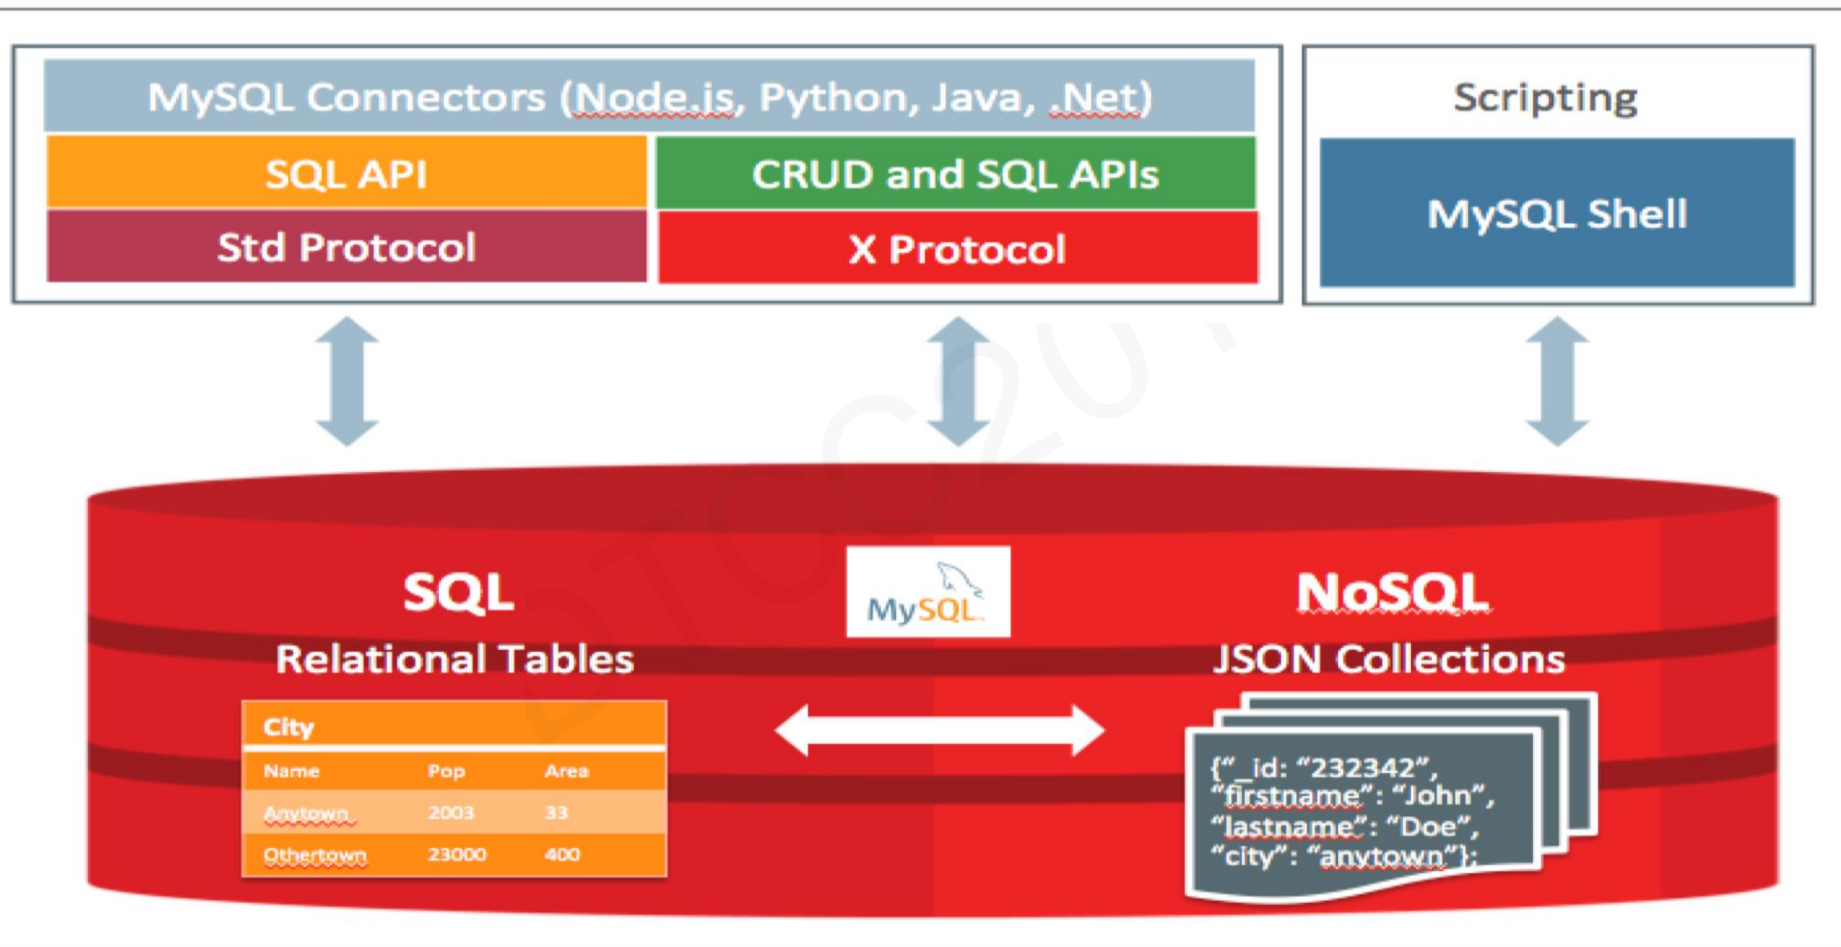 MySQL Connectors (Node.js, Python, Java, .Net)
SQL API
CRUD and SQL APIs
Std Protocol
X Protocol
Scripting
MySQL Shell
SQL
Relational Tables
City
Name Pop Area
Anytown 2003 33
Othertown 23000 400
MySQL
NoSQL
JSON Collections
{“_id: “232342”,
“firstname”: “John”,
“lastname”: “Doe”,
“city”: “anytown”};
DTCC201